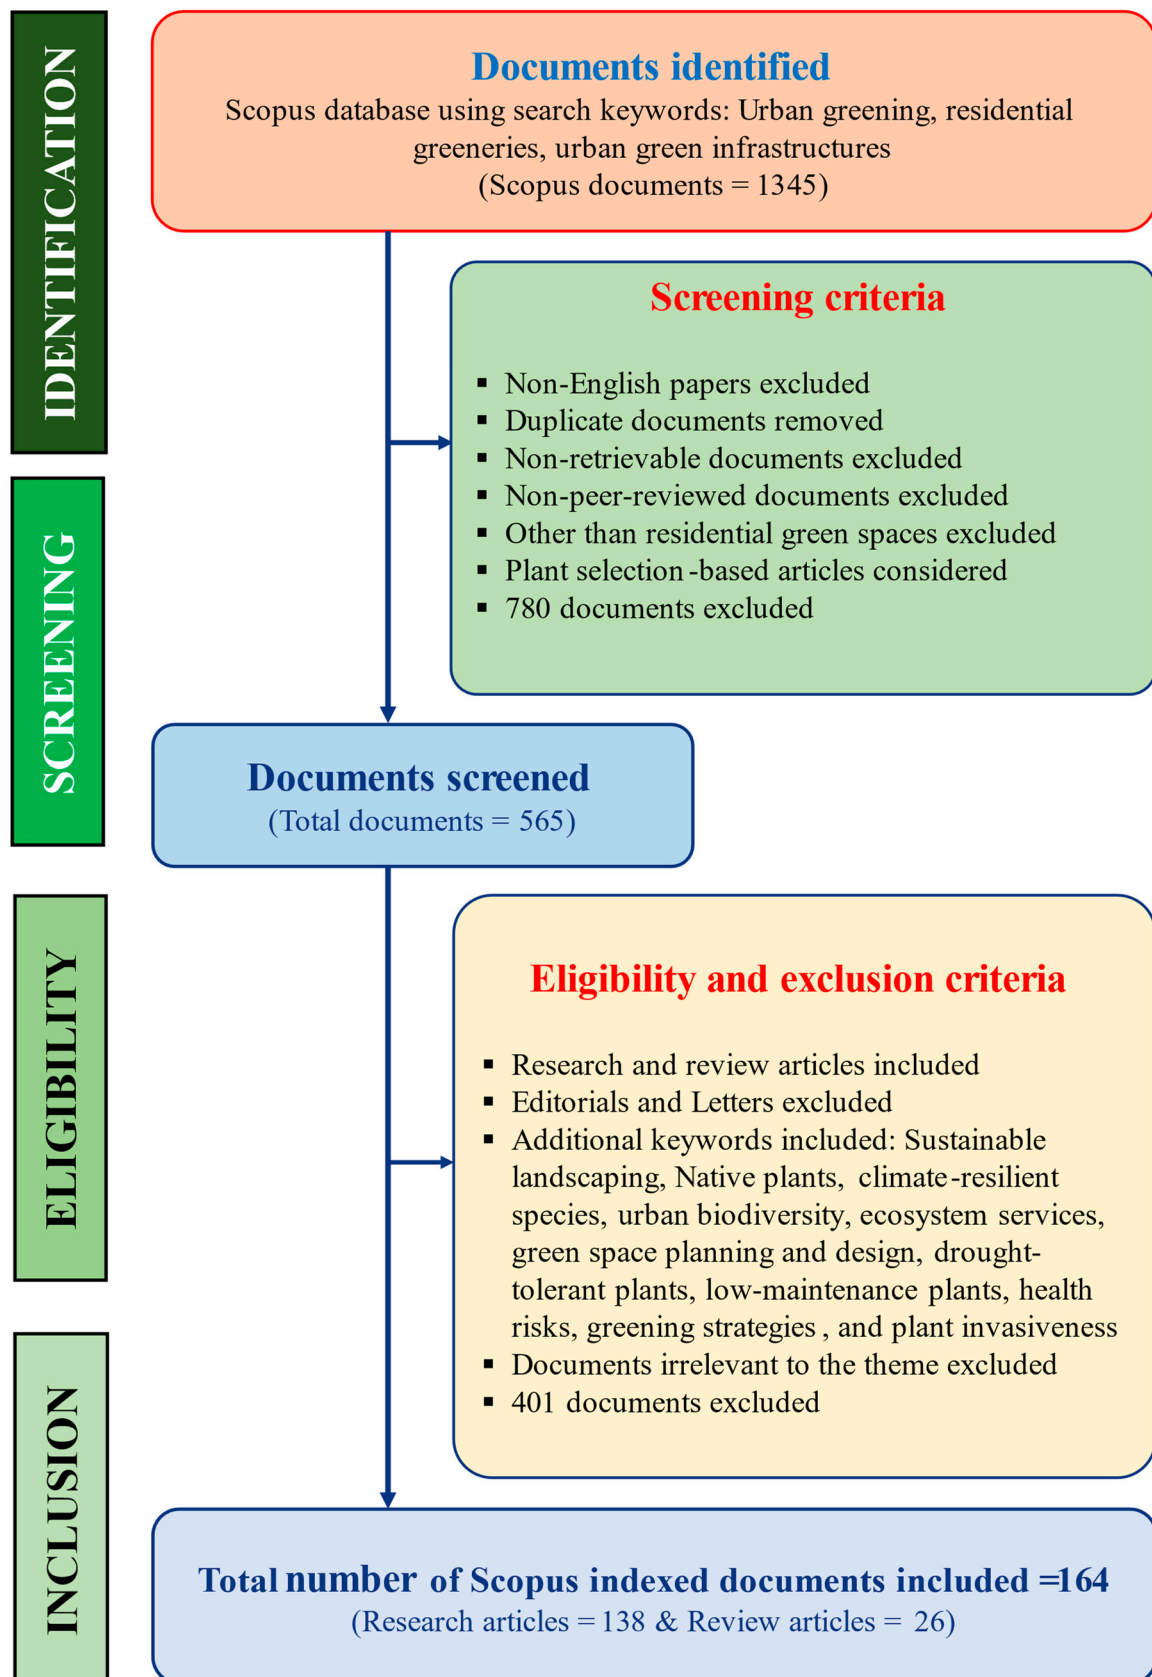 IDENTIFICATION
Documents identified
Scopus database using search keywords: Urban greening, residential
greeneries, urban green infrastructures
(Scopus documents = 1345)
Screening criteria
▪ Non-English papers excluded
▪ Duplicate documents removed
▪ Non-retrievable documents excluded
▪ Non-peer-reviewed documents excluded
▪ Other than residential green spaces excluded
▪ Plant selection-based articles considered
▪ 780 documents excluded
SCREENING
Documents screened
(Total documents = 565)
ELIGIBILITY
Eligibility and exclusion criteria
▪ Research and review articles included
▪ Editorials and Letters excluded
▪ Additional keywords included: Sustainable
landscaping, Native plants, climate-resilient
species, urban biodiversity, ecosystem services,
green space planning and design, drought-
tolerant plants, low-maintenance plants, health
risks, greening strategies, and plant invasiveness
▪ Documents irrelevant to the theme excluded
▪ 401 documents excluded
INCLUSION
Total number of Scopus indexed documents included =164
(Research articles =138 & Review articles = 26)